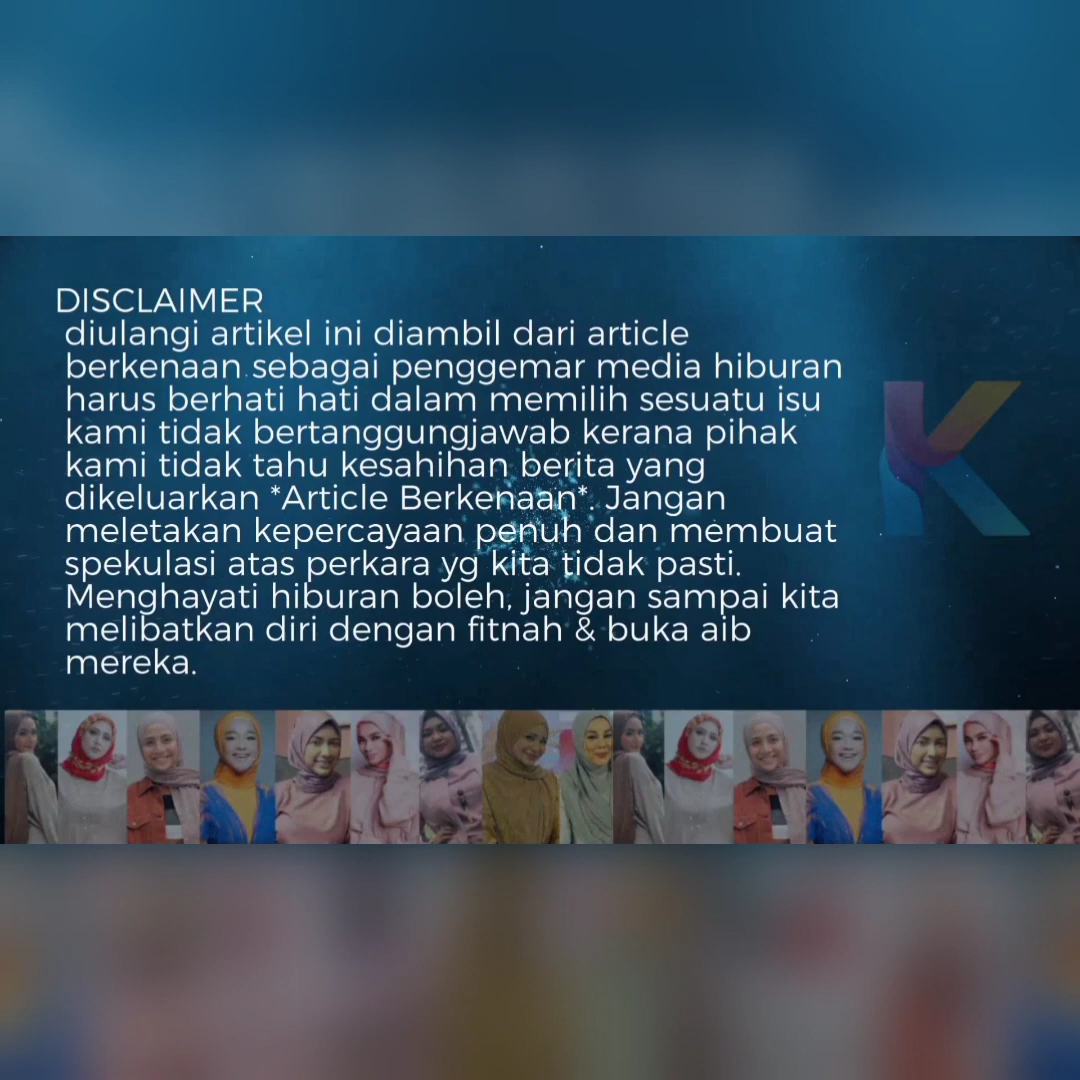 DISCLAIMER
diulangi artikel ini diambil dari article
berkenaan sebagai penggemar media hiburan
harus berhati hati dalam memilih sesuatu isu
kami tidak bertanggungjawab kerana pihak
kami tidak tahu kesahihan berita yang
dikeluarkan *Article Berkenaan*. Jangan
meletakan kepercayaan penuh dan membuat
spekulasi atas perkara yg kita tidak pasti.
Menghayati hiburan boleh, jangan sampai kita
melibatkan diri dengan fitnah & buka aib
mereka.
K